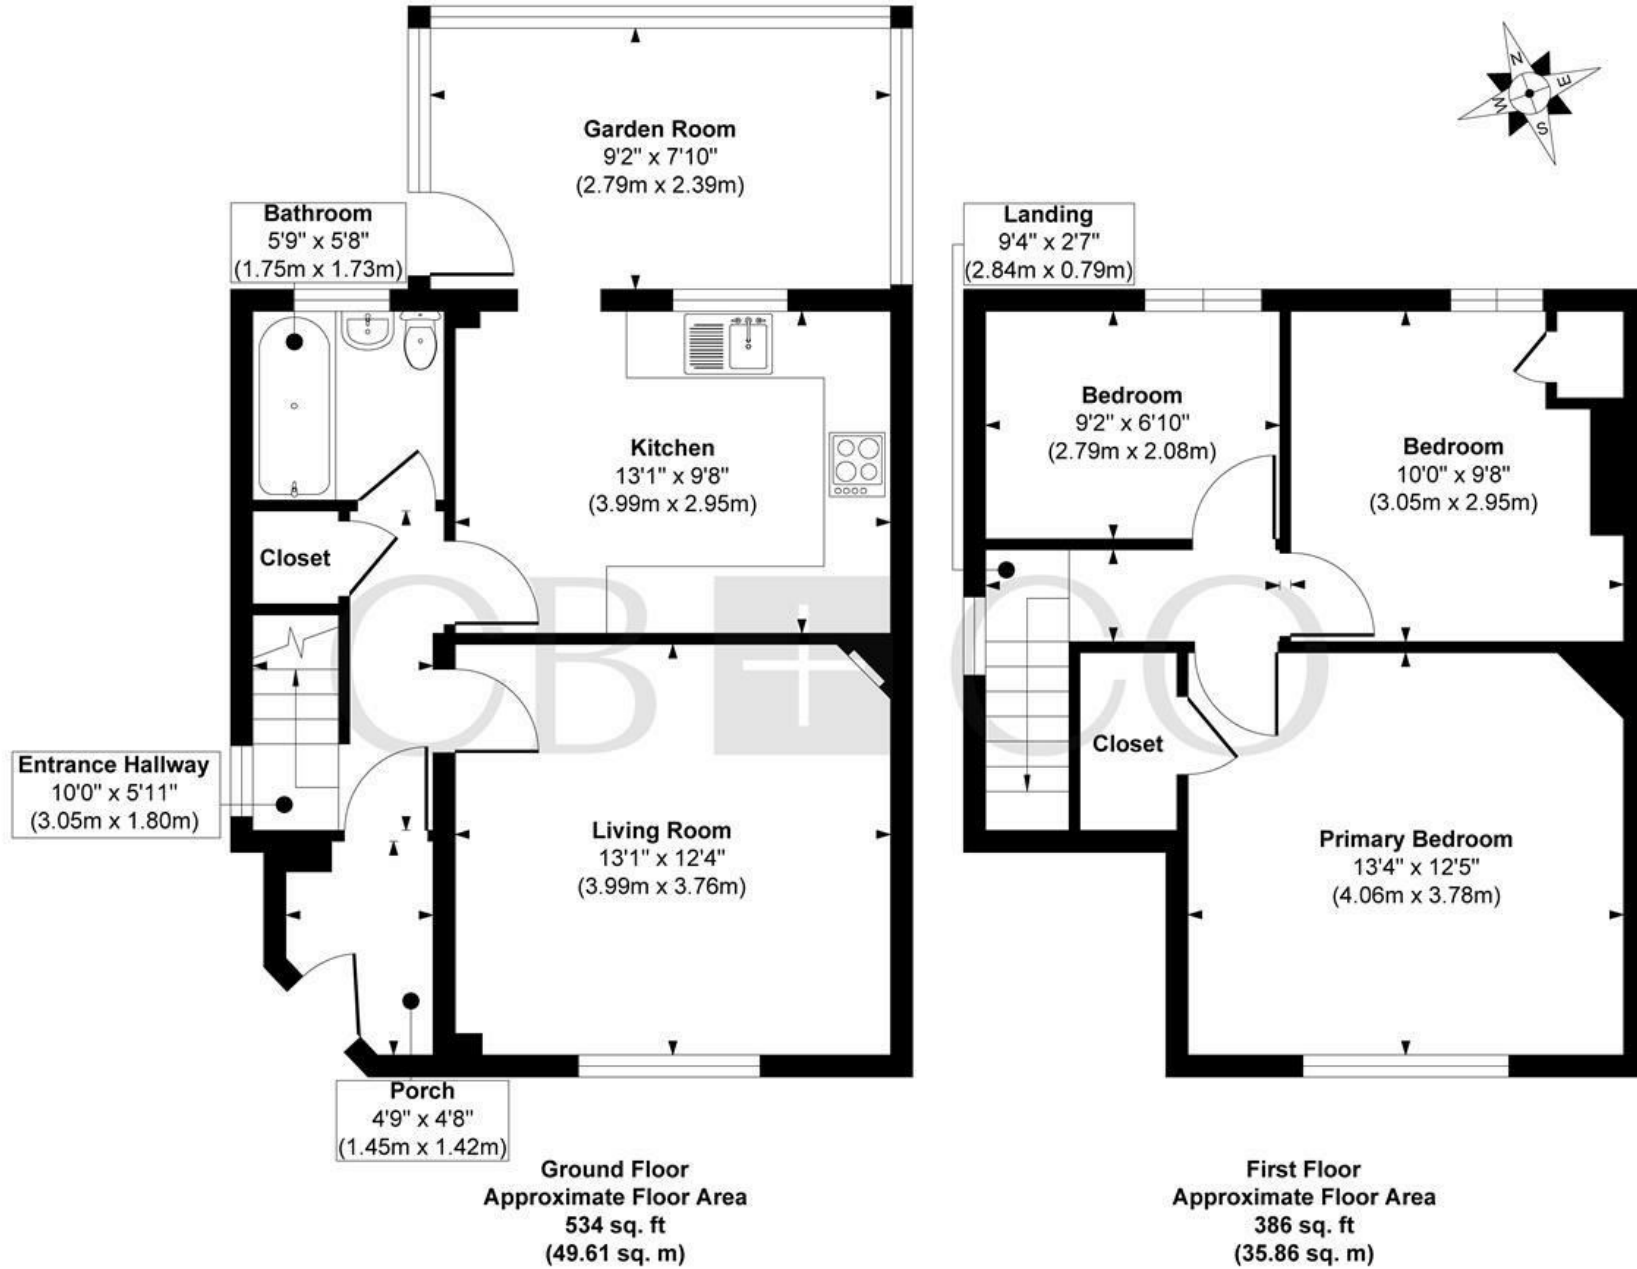 N
E
S
W
Garden Room
9'2" x 7'10"
(2.79m x 2.39m)
Bathroom
5'9" x 5'8"
(1.75m x 1.73m)
Kitchen
13'1" x 9'8"
(3.99m x 2.95m)
Closet
Entrance Hallway
10'0" x 5'11"
(3.05m x 1.80m)
Living Room
13'1" x 12'4"
(3.99m x 3.76m)
Porch
4'9" x 4'8"
(1.45m x 1.42m)
Ground Floor
Approximate Floor Area
534 sq. ft
(49.61 sq. m)
Landing
9'4" x 2'7"
(2.84m x 0.79m)
Bedroom
9'2" x 6'10"
(2.79m x 2.08m)
Bedroom
10'0" x 9'8"
(3.05m x 2.95m)
Closet
Primary Bedroom
13'4" x 12'5"
(4.06m x 3.78m)
First Floor
Approximate Floor Area
386 sq. ft
(35.86 sq. m)
CB + CO